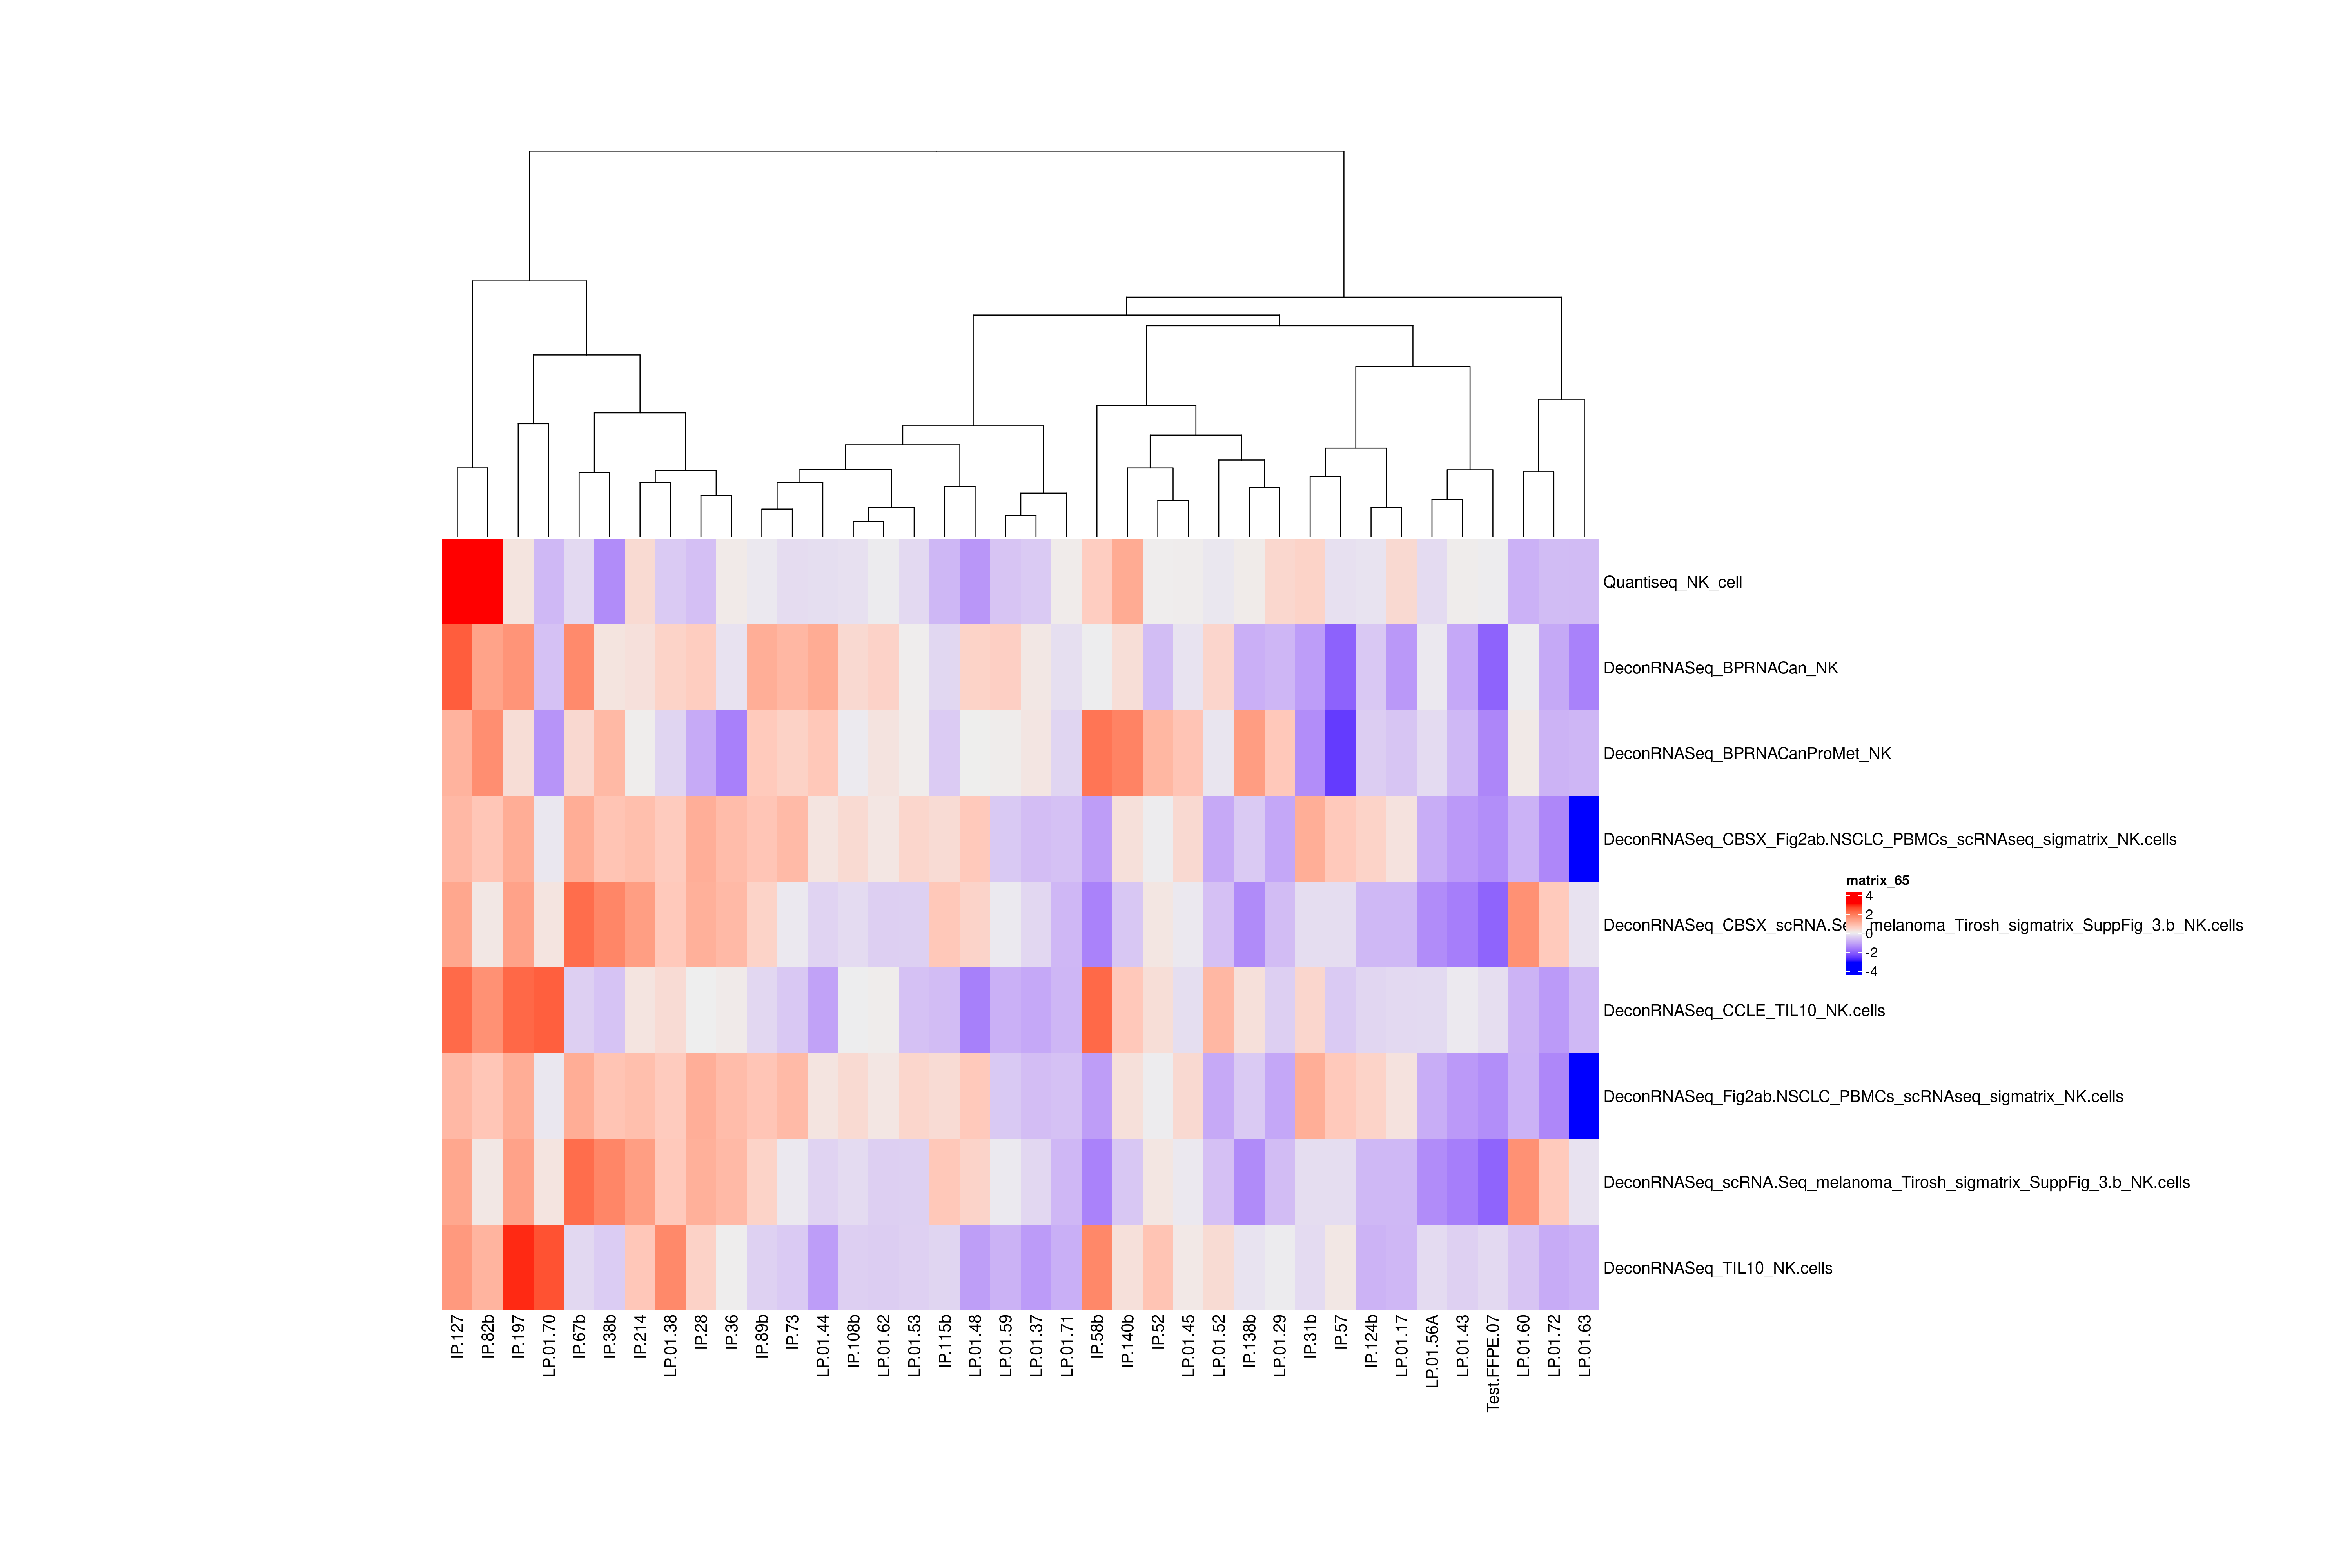 Quantiseq_NK_cell
DeconRNASeq_BPRNACan_NK
DeconRNASeq_BPRNACanProMet_NK
DeconRNASeq_CBSX_Fig2ab.NSCLC_PBMCs_scRNAseq_sigmatrix_NK.cells
matrix_65
4
2
0
-2
-4
DeconRNASeq_CBSX_scRNA.Se melanoma_Tirosh_sigmatrix_SuppFig_3.b_NK.cells
DeconRNASeq_CCLE_TIL10_NK.cells
DeconRNASeq_Fig2ab.NSCLC_PBMCs_scRNAseq_sigmatrix_NK.cells
DeconRNASeq_scRNA.Seq_melanoma_Tirosh_sigmatrix_SuppFig_3.b_NK.cells
DeconRNASeq_TIL10_NK.cells
IP.127
IP.82b
IP.197
LP.01.70
IP.67b
IP.38b
IP.214
LP.01.38
IP.28
IP.36
IP.89b
IP.73
LP.01.44
IP.108b
LP.01.62
LP.01.53
IP.115b
LP.01.48
LP.01.59
LP.01.37
LP.01.71
IP.58b
IP.140b
IP.52
LP.01.45
LP.01.52
IP.138b
LP.01.29
IP.31b
IP.57
IP.124b
LP.01.17
LP.01.56A
LP.01.43
Test.FFPE.07
LP.01.60
LP.01.72
LP.01.63